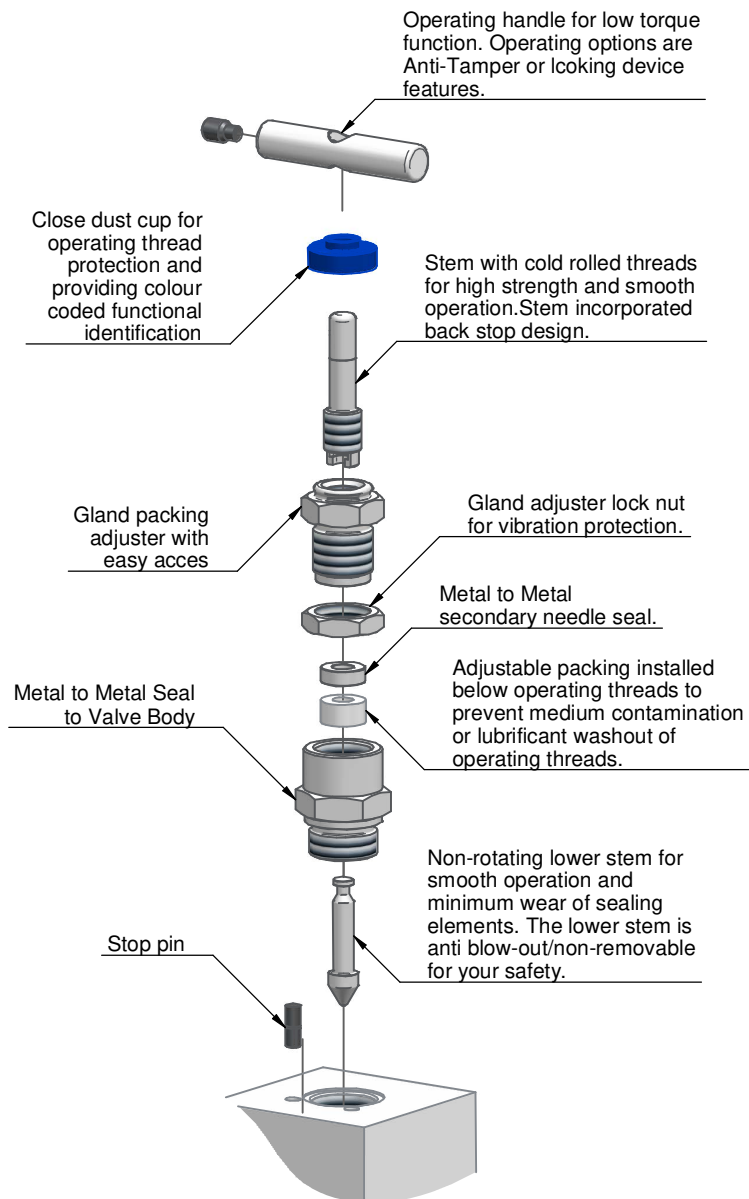 Operating handle for low torque
function. Operating options are
Anti-Tamper or lcoking device
features.
Close dust cup for
operating thread
protection and
providing colour
coded functional
identification
Stem with cold rolled threads
for high strength and smooth
operation.Stem incorporated
back stop design.
Gland packing
adjuster with
easy acces
Gland adjuster lock nut
for vibration protection.
Metal to Metal
secondary needle seal.
Metal to Metal Seal
to Valve Body
Adjustable packing installed
below operating threads to
prevent medium contamination
or lubrificant washout of
operating threads.
Non-rotating lower stem for
smooth operation and
minimum wear of sealing
elements. The lower stem is
anti blow-out/non-removable
for your safety.
Stop pin